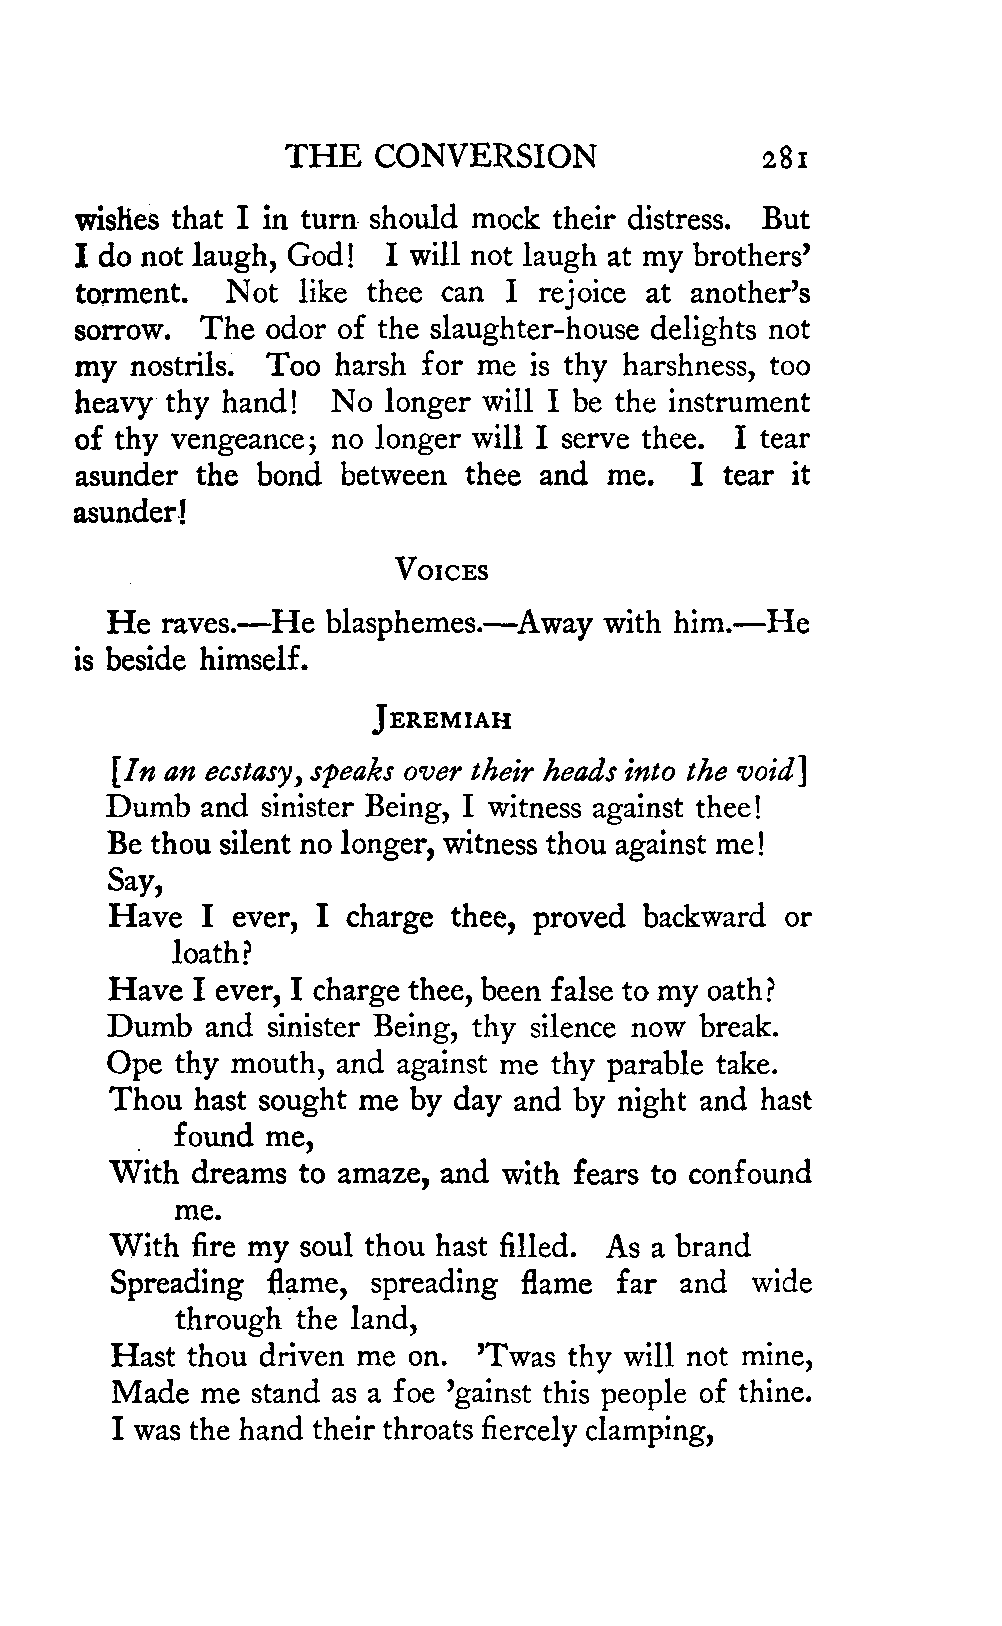 THE CONVERSION 281
wishes that I in turn should mock their distress. But
I do not laugh, God! I will not laugh at my brothers’
torment. Not like thee can I rejoice at another’s
sorrow. The odor of the slaughter-house delights not
my nostrils. Too harsh for me is thy harshness, too
heavy thy hand! No longer will I be the instrument
of thy vengeance; no longer will I serve thee. I tear
asunder the bond between thee and me. I tear it
asunder!
VOICES
He raves.—He blasphemes.—Away with him.—He
is beside himself.
JEREMIAH
[In an ecstasy, speaks over their heads into the void]
Dumb and sinister Being, I witness against thee!
Be thou silent no longer, witness thou against me!
Say,
Have I ever, I charge thee, proved backward or
loath?
Have I ever, I charge thee, been false to my oath?
Dumb and sinister Being, thy silence now break.
Ope thy mouth, and against me thy parable take.
Thou hast sought me by day and by night and hast
found me,
With dreams to amaze, and with fears to confound
me.
With fire my soul thou hast filled. As a brand
Spreading flame, spreading flame far and wide
through the land,
Hast thou driven me on. ’Twas thy will not mine,
Made me stand as a foe ’gainst this people of thine.
I was the hand their throats fiercely clamping,